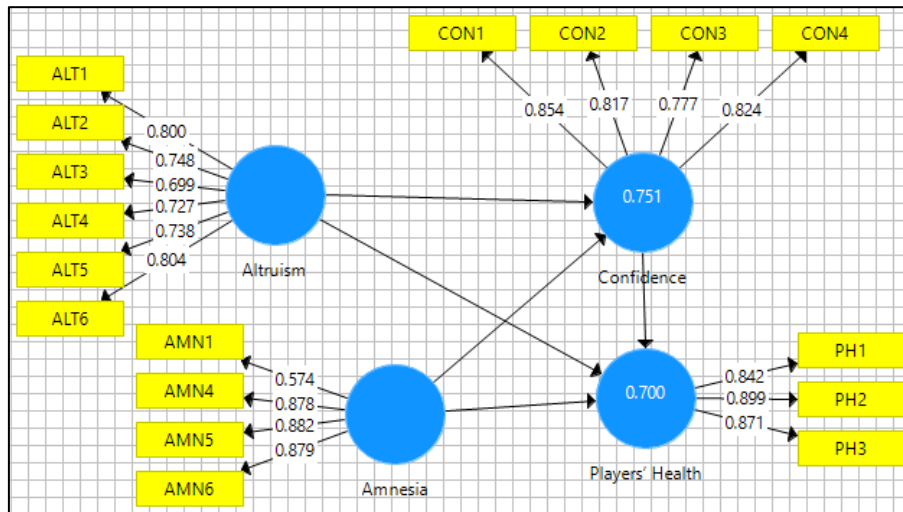 CON1
CON2
CON3
CON4
0.854
0.817
0.777
0.824
ALT1
ALT2
ALT3
ALT4
ALT5
ALT6
0.800
0.748
0.699
0.727
0.738
0.804
Altruism
0.751
Confidence
AMN1
AMN4
AMN5
AMN6
0.574
0.878
0.882
0.879
Amnesia
0.700
Players' Health
0.842
0.899
0.871
PH1
PH2
PH3